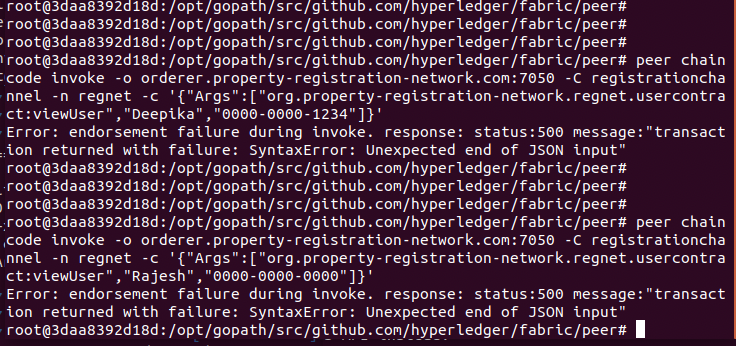 root@3daa8392d18d:/opt/gopath/src/github.com/hyperledger/fabric/peer#
root@3daa8392d18d:/opt/gopath/src/github.com/hyperledger/fabric/peer#
root@3daa8392d18d:/opt/gopath/src/github.com/hyperledger/fabric/peer#
root@3daa8392d18d:/opt/gopath/src/github.com/hyperledger/fabric/peer# peer chain
code invoke -o orderer.property-registration-network.com:7050 -C registrationcha
nnel -n regnet -c '{"Args":["org.property-registration-network.regnet.usercontra
ct:viewUser","Deepika","0000-0000-1234"]}'
Error: endorsement failure during invoke. response: status:500 message:"transact
ion returned with failure: SyntaxError: Unexpected end of JSON input"
root@3daa8392d18d:/opt/gopath/src/github.com/hyperledger/fabric/peer#
root@3daa8392d18d:/opt/gopath/src/github.com/hyperledger/fabric/peer#
root@3daa8392d18d:/opt/gopath/src/github.com/hyperledger/fabric/peer#
root@3daa8392d18d:/opt/gopath/src/github.com/hyperledger/fabric/peer# peer chain
code invoke -o orderer.property-registration-network.com:7050 -C registrationcha
nnel -n regnet -c '{"Args":["org.property-registration-network.regnet.usercontra
ct:viewUser","Rajesh","0000-0000-0000"]}'
Error: endorsement failure during invoke. response: status:500 message:"transact
ion returned with failure: SyntaxError: Unexpected end of JSON input"
root@3daa8392d18d:/opt/gopath/src/github.com/hyperledger/fabric/peer#